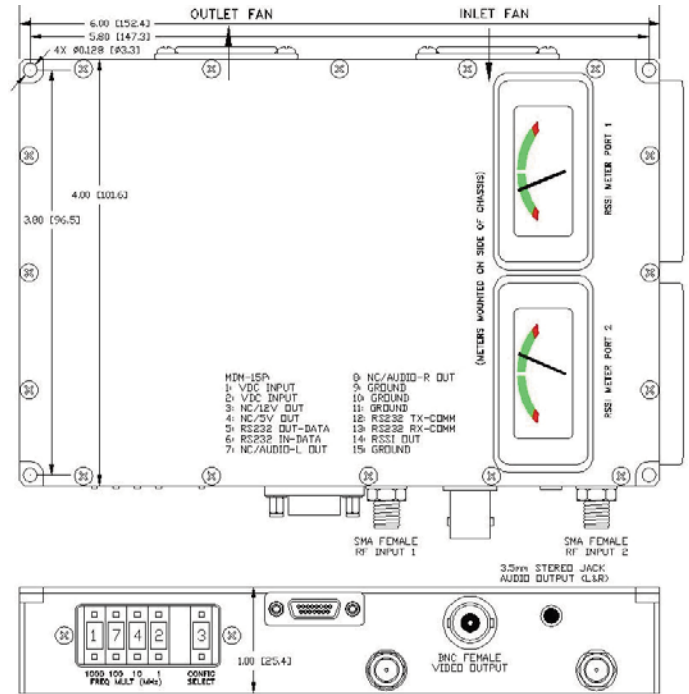 OUTLET FAN
INLET FAN
6.00 [152.4]
5.80 [147.3]
4X Ø0.128 [Ø3.3]
4.00 [101.6]
3.80 [96.5]
(METERS MOUNTED ON SIDE OF CHASSIS)
RSSI METER PORT 1
RSSI METER PORT 2
MDM-15P:
1: VDC INPUT
2: VDC INPUT
3: NC/12V OUT
4: NC/5V OUT
5: RS232 OUT-DATA
6: RS232 IN-DATA
7: NC/AUDIO-L OUT
8: NC/AUDIO-R OUT
9: GROUND
10: GROUND
11: GROUND
12: RS232 TX-COMM
13: RS232 RX-COMM
14: RSSI OUT
15: GROUND
SMA FEMALE
RF INPUT 1
SMA FEMALE
RF INPUT 2
3.5mm STEREO JACK
AUDIO OUTPUT (L&R)
1 7 4 2 3
1000 100 10 1
FREQ MULT (MHz)
CONFIG
SELECT
1.00 [25.4]
BNC FEMALE
VIDEO OUTPUT